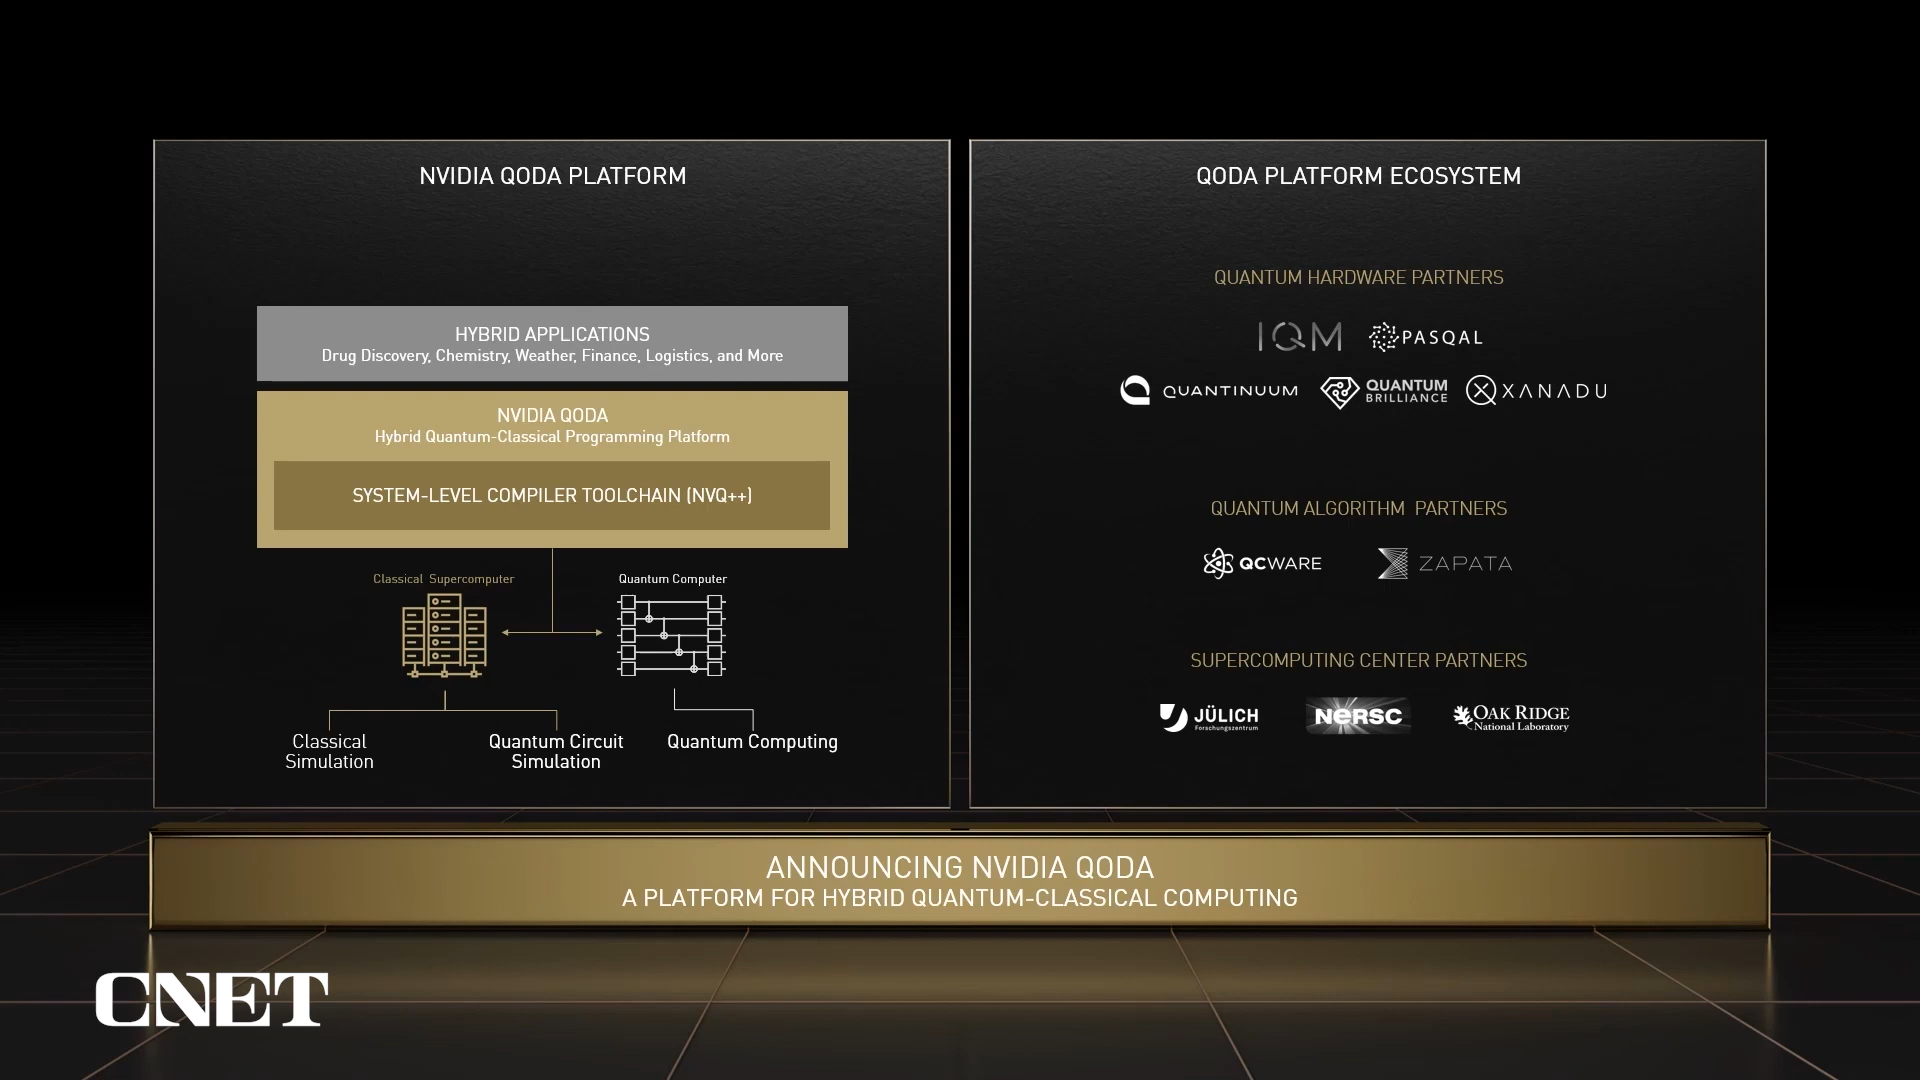 NVIDIA QODA PLATFORM
HYBRID APPLICATIONS
Drug Discovery, Chemistry, Weather, Finance, Logistics, and More
NVIDIA QODA
Hybrid Quantum-Classical Programming Platform
SYSTEM-LEVEL COMPILER TOOLCHAIN (NVQ++)
Classical Supercomputer
Quantum Computer
Classical
Simulation
Quantum Circuit
Simulation
Quantum Computing
QODA PLATFORM ECOSYSTEM
QUANTUM HARDWARE PARTNERS
IQM
PASQAL
QUANTINUUM
QUANTUM
BRILLIANCE
XANADU
QUANTUM ALGORITHM PARTNERS
QCWARE
ZAPATA
SUPERCOMPUTING CENTER PARTNERS
JÜLICH
Forschungszentrum
NERSC
OAK RIDGE
National Laboratory
ANNOUNCING NVIDIA QODA
A PLATFORM FOR HYBRID QUANTUM-CLASSICAL COMPUTING
CNET